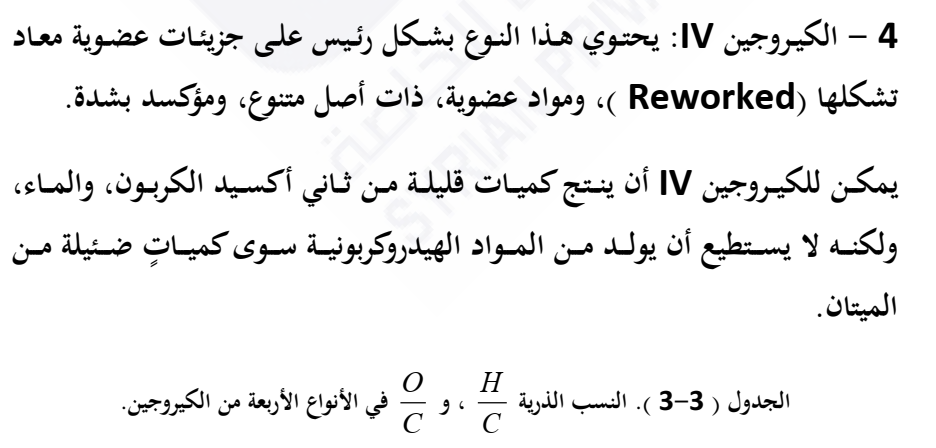 4 – الكيروجين IV: يحتوي هذا النوع بشكل رئيس على جزيئات عضوية معاد
تشكلها (Reworked )، ومواد عضوية، ذات أصل متنوع، ومؤكسد بشدة.
يمكن للكيروجين IV أن ينتج كميات قليلة من ثاني أكسيد الكربون، والماء،
ولكنه لا يستطيع أن يولد من المواد الهيدروكربونية سوى كمياتٍ ضئيلة من
الميتان.
الجدول ( 3-3 ). النسب الذرية H/C ، و O/C في الأنواع الأربعة من الكيروجين.